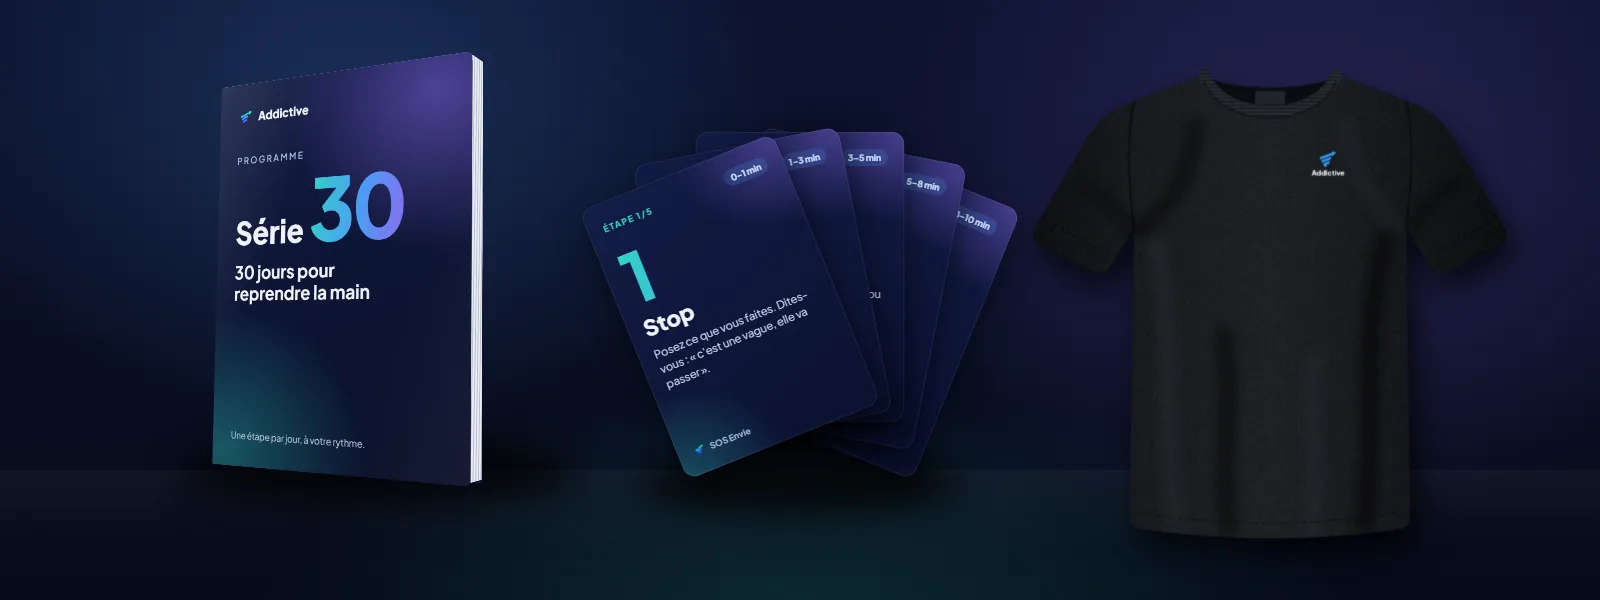 Addictive
PROGRAMME
Série 30
30 jours pour
reprendre la main
Une étape par jour, à votre rythme.
0–1 min
ÉTAPE 1/5
1
Stop
Posez ce que vous faites. Dites-
vous : « c'est une vague, elle va
passer ».
SOS Envie
1–3 min
3–5 min
ou
5–8 min
–10 min
Addictive